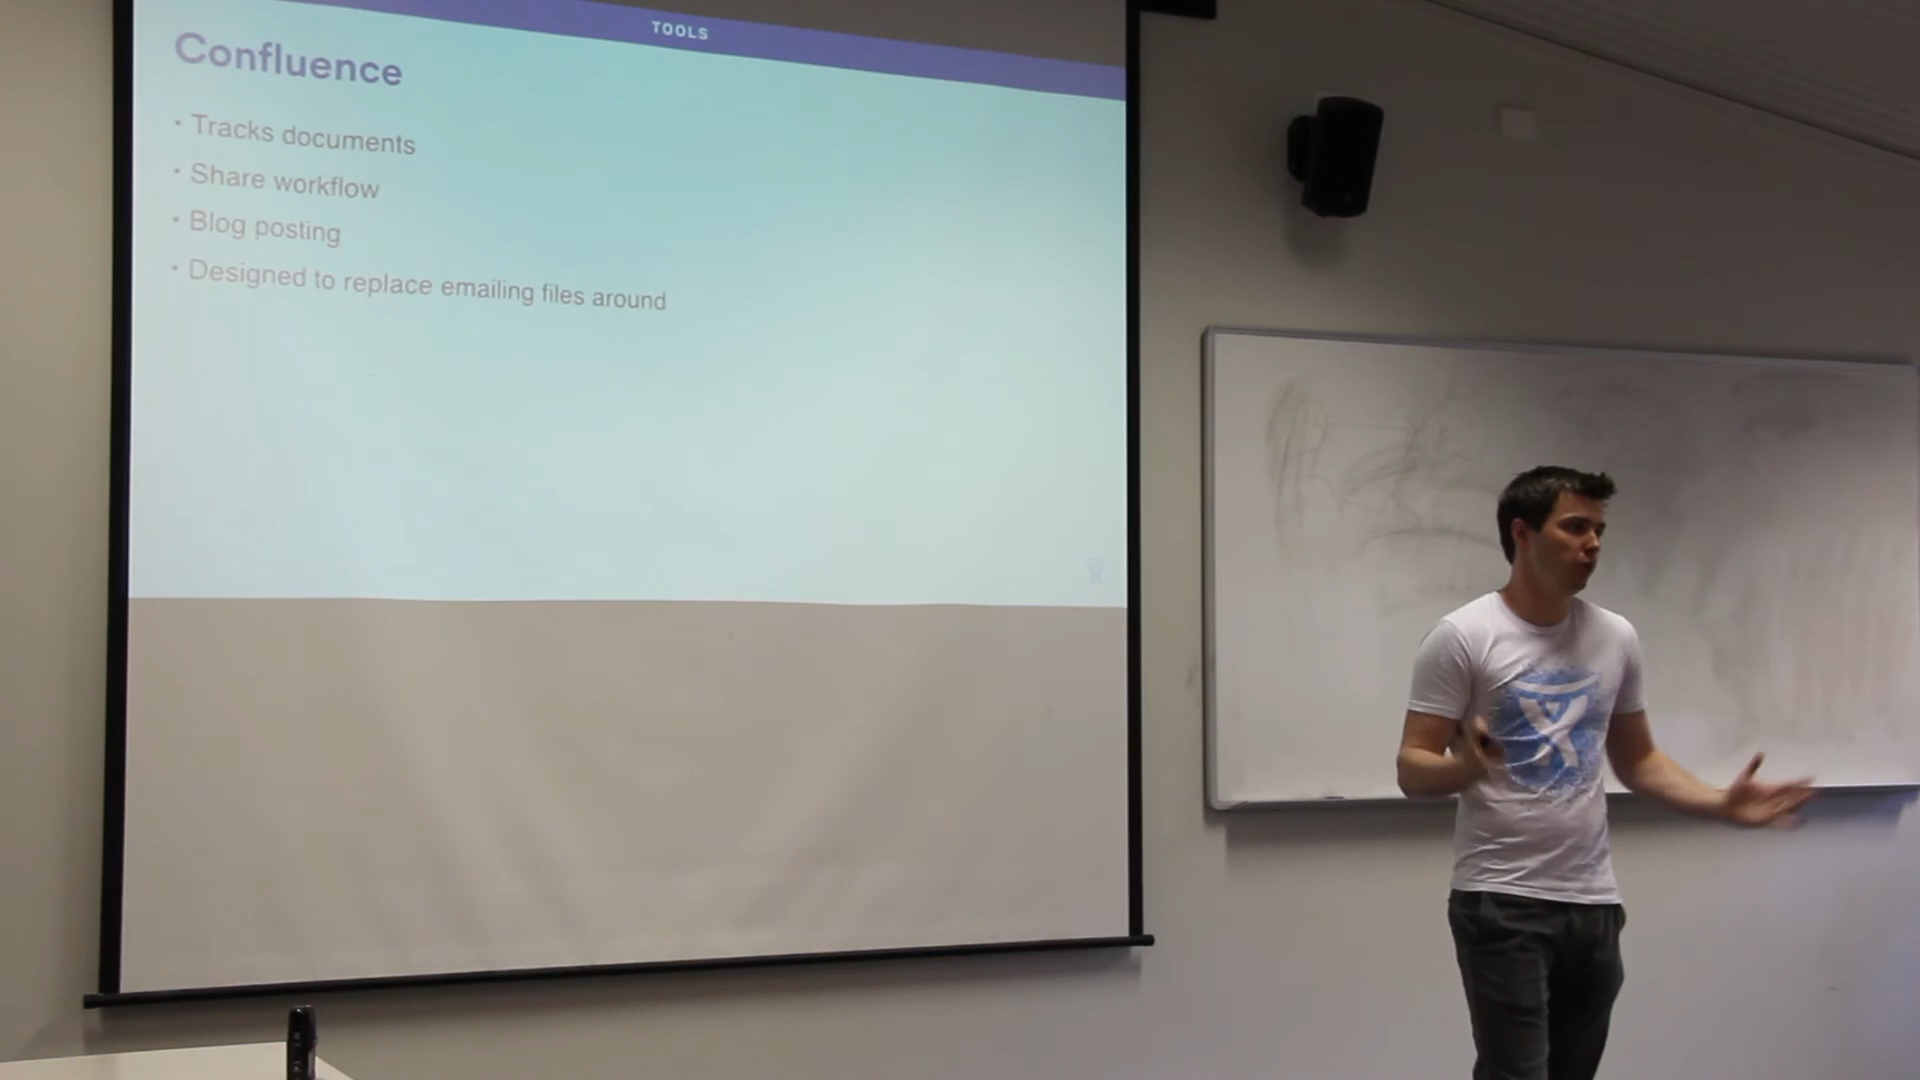 TOOLS
Confluence
• Tracks documents
• Share workflow
• Blog posting
• Designed to replace emailing files around